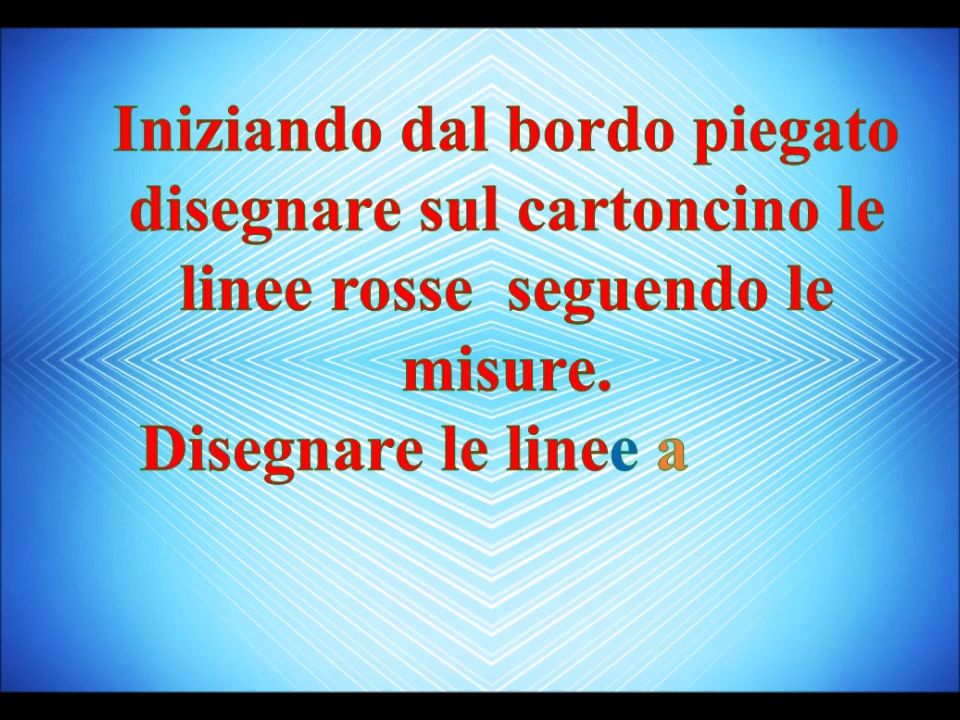 Iniziando dal bordo piegato
disegnare sul cartoncino le
linee rosse  seguendo le
misure.
Disegnare le linee a